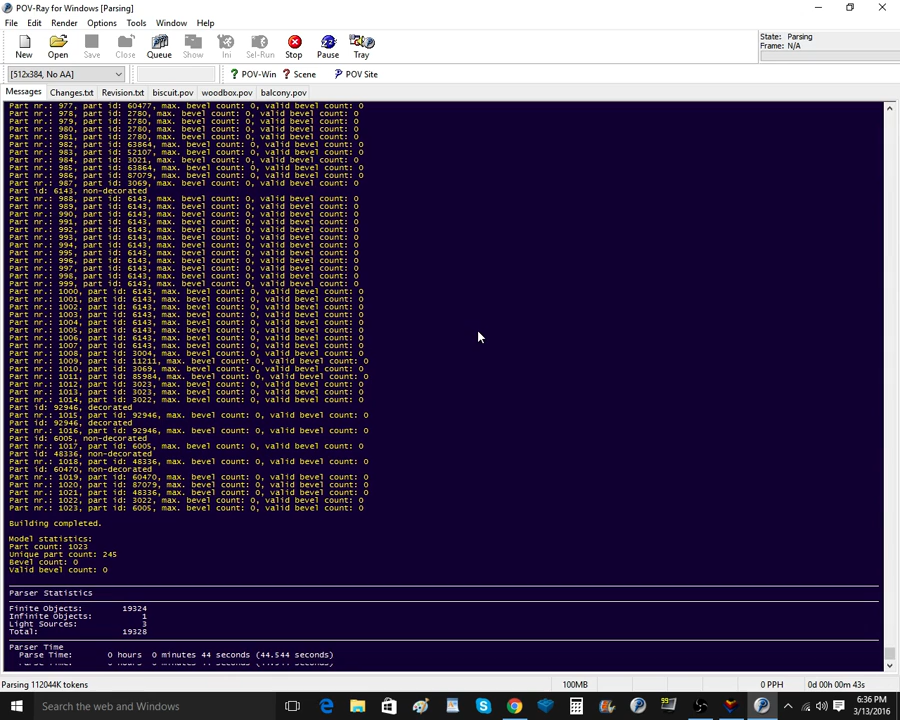 POV-Ray for Windows [Parsing]
File Edit Render Options Tools Window Help
New Open Save Close Queue Show Ini Sel-Run Stop Pause Tray
State: Parsing
Frame: N/A
[512x384, No AA] POV-Win Scene POV Site
Messages Changes.txt Revision.txt biscuit.pov woodbox.pov balcony.pov
Part nr.: 977, part id: 60477, max. bevel count: 0, valid bevel count: 0
Part nr.: 978, part id: 2780, max. bevel count: 0, valid bevel count: 0
Part nr.: 979, part id: 2780, max. bevel count: 0, valid bevel count: 0
Part nr.: 980, part id: 2780, max. bevel count: 0, valid bevel count: 0
Part nr.: 981, part id: 2780, max. bevel count: 0, valid bevel count: 0
Part nr.: 982, part id: 63864, max. bevel count: 0, valid bevel count: 0
Part nr.: 983, part id: 52107, max. bevel count: 0, valid bevel count: 0
Part nr.: 984, part id: 3021, max. bevel count: 0, valid bevel count: 0
Part nr.: 985, part id: 63864, max. bevel count: 0, valid bevel count: 0
Part nr.: 986, part id: 87079, max. bevel count: 0, valid bevel count: 0
Part nr.: 987, part id: 3069, max. bevel count: 0, valid bevel count: 0
Part id: 6143, non-decorated
Part nr.: 988, part id: 6143, max. bevel count: 0, valid bevel count: 0
Part nr.: 989, part id: 6143, max. bevel count: 0, valid bevel count: 0
Part nr.: 990, part id: 6143, max. bevel count: 0, valid bevel count: 0
Part nr.: 991, part id: 6143, max. bevel count: 0, valid bevel count: 0
Part nr.: 992, part id: 6143, max. bevel count: 0, valid bevel count: 0
Part nr.: 993, part id: 6143, max. bevel count: 0, valid bevel count: 0
Part nr.: 994, part id: 6143, max. bevel count: 0, valid bevel count: 0
Part nr.: 995, part id: 6143, max. bevel count: 0, valid bevel count: 0
Part nr.: 996, part id: 6143, max. bevel count: 0, valid bevel count: 0
Part nr.: 997, part id: 6143, max. bevel count: 0, valid bevel count: 0
Part nr.: 998, part id: 6143, max. bevel count: 0, valid bevel count: 0
Part nr.: 999, part id: 6143, max. bevel count: 0, valid bevel count: 0
Part nr.: 1000, part id: 6143, max. bevel count: 0, valid bevel count: 0
Part nr.: 1001, part id: 6143, max. bevel count: 0, valid bevel count: 0
Part nr.: 1002, part id: 6143, max. bevel count: 0, valid bevel count: 0
Part nr.: 1003, part id: 6143, max. bevel count: 0, valid bevel count: 0
Part nr.: 1004, part id: 6143, max. bevel count: 0, valid bevel count: 0
Part nr.: 1005, part id: 6143, max. bevel count: 0, valid bevel count: 0
Part nr.: 1006, part id: 6143, max. bevel count: 0, valid bevel count: 0
Part nr.: 1007, part id: 6143, max. bevel count: 0, valid bevel count: 0
Part nr.: 1008, part id: 3004, max. bevel count: 0, valid bevel count: 0
Part nr.: 1009, part id: 11211, max. bevel count: 0, valid bevel count: 0
Part nr.: 1010, part id: 3069, max. bevel count: 0, valid bevel count: 0
Part nr.: 1011, part id: 85984, max. bevel count: 0, valid bevel count: 0
Part nr.: 1012, part id: 3023, max. bevel count: 0, valid bevel count: 0
Part nr.: 1013, part id: 3023, max. bevel count: 0, valid bevel count: 0
Part nr.: 1014, part id: 3022, max. bevel count: 0, valid bevel count: 0
Part id: 92946, decorated
Part nr.: 1015, part id: 92946, max. bevel count: 0, valid bevel count: 0
Part id: 92946, decorated
Part nr.: 1016, part id: 92946, max. bevel count: 0, valid bevel count: 0
Part id: 6005, non-decorated
Part nr.: 1017, part id: 6005, max. bevel count: 0, valid bevel count: 0
Part id: 48336, non-decorated
Part nr.: 1018, part id: 48336, max. bevel count: 0, valid bevel count: 0
Part id: 60470, non-decorated
Part nr.: 1019, part id: 60470, max. bevel count: 0, valid bevel count: 0
Part nr.: 1020, part id: 87079, max. bevel count: 0, valid bevel count: 0
Part nr.: 1021, part id: 48336, max. bevel count: 0, valid bevel count: 0
Part nr.: 1022, part id: 3022, max. bevel count: 0, valid bevel count: 0
Part nr.: 1023, part id: 6005, max. bevel count: 0, valid bevel count: 0
Building completed.
Model statistics:
Part count: 1023
Unique part count: 245
Bevel count: 0
Valid bevel count: 0
Parser Statistics
Finite Objects: 19324
Infinite Objects: 1
Light Sources: 3
Total: 19328
Parser Time
Parse Time: 0 hours 0 minutes 44 seconds (44.544 seconds)
Parse Time: 0 hours 0 minutes 44 seconds (44.544 seconds)
Parsing 112044K tokens 100MB 0 PPH 0d 00h 00m 43s
Search the web and Windows
99
6:36 PM
3/13/2016